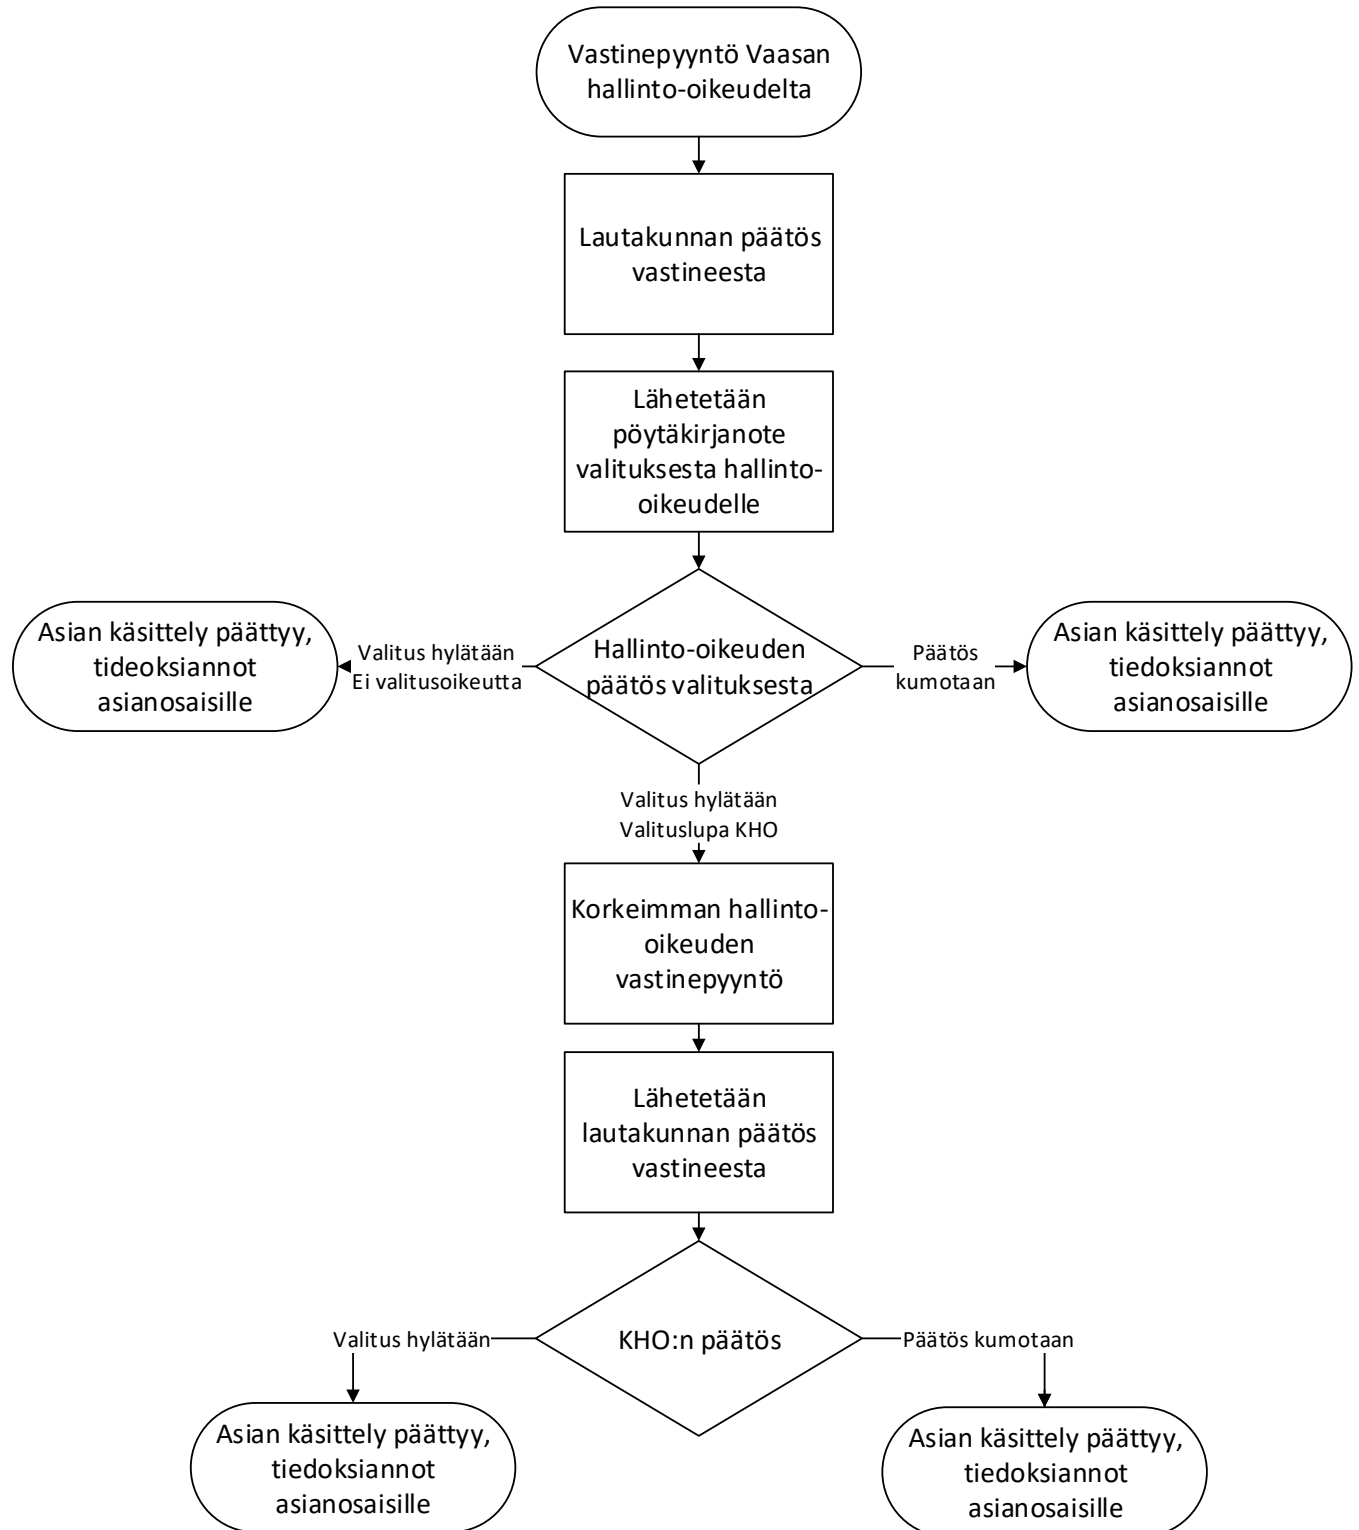 Vastinepyyntö Vaasan
hallinto-oikeudelta
Lautakunnan päätös
vastineesta
Lähetetään
pöytäkirjanote
valituksesta hallinto-
oikeudelle
Asian käsittely päättyy,
tideoksiannot
asianosaisille
Valitus hylätään
Ei valitusoikeutta
Hallinto-oikeuden
päätös valituksesta
Päätös
kumotaan
Asian käsittely päättyy,
tiedoksiannot
asianosaisille
Valitus hylätään
Valituslupa KHO
Korkeimman hallinto-
oikeuden
vastinepyyntö
Lähetetään
lautakunnan päätös
vastineesta
Valitus hylätään
KHO:n päätös
Päätös kumotaan
Asian käsittely päättyy,
tiedoksiannot
asianosaisille
Asian käsittely päättyy,
tiedoksiannot
asianosaisille